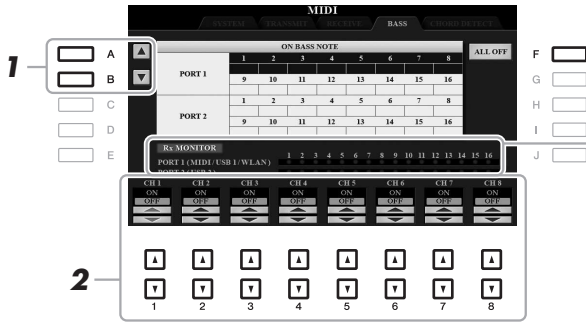 MIDI
SYSTEM TRANSMIT RECEIVE BASS CHORD DETECT
1
A
B
C
D
E
F
G
H
I
J
ON BASS NOTE
ALL OFF
PORT 1
1 2 3 4 5 6 7 8
9 10 11 12 13 14 15 16
PORT 2
1 2 3 4 5 6 7 8
9 10 11 12 13 14 15 16
Rx MONITOR
1 2 3 4 5 6 7 8 9 10 11 12 13 14 15 16
PORT 1 (MIDI / USB 1 / WLAN)
PORT 2 (USB 2)
CH 1 CH 2 CH 3 CH 4 CH 5 CH 6 CH 7 CH 8
ON ON ON ON ON ON ON ON
OFF OFF OFF OFF OFF OFF OFF OFF
2
1 2 3 4 5 6 7 8